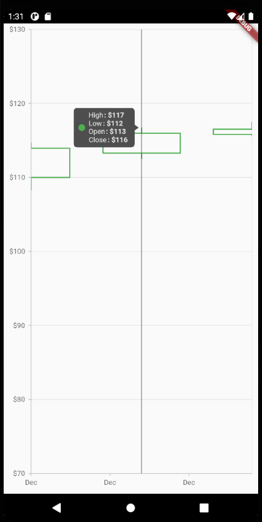 1:31
DEBUG
$130
$120
High : $117
Low : $112
Open : $113
Close : $116
$110
$100
$90
$80
$70
Dec Dec Dec